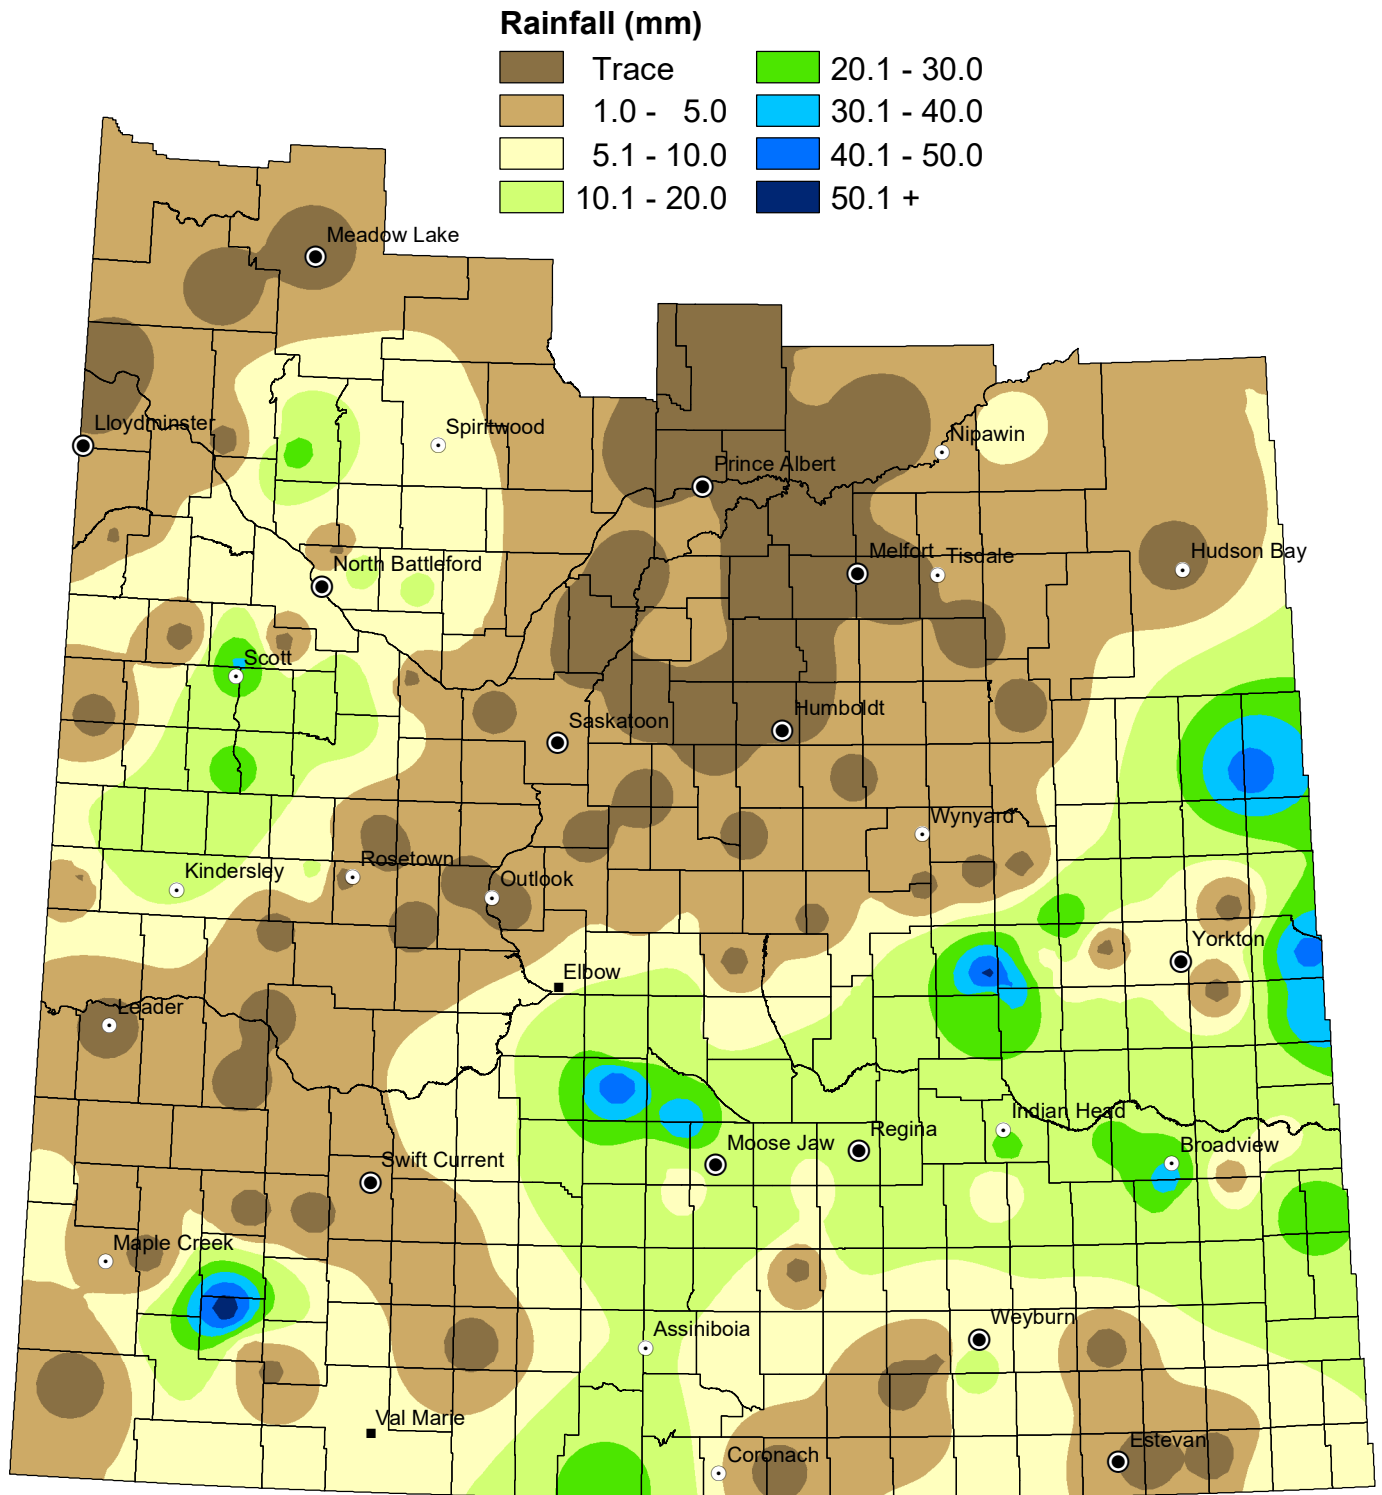 Rainfall (mm)
Trace
20.1 - 30.0
1.0 - 5.0
30.1 - 40.0
5.1 - 10.0
40.1 - 50.0
10.1 - 20.0
50.1 +
Meadow Lake
Lloydminster
Spiritwood
Nipawin
Prince Albert
Melfort
Tisdale
Hudson Bay
North Battleford
Scott
Saskatoon
Humboldt
Wynyard
Kindersley
Rosetown
Outlook
Yorkton
Elbow
Leader
Indian Head
Regina
Moose Jaw
Broadview
Swift Current
Maple Creek
Weyburn
Assiniboia
Val Marie
Estevan
Coronach